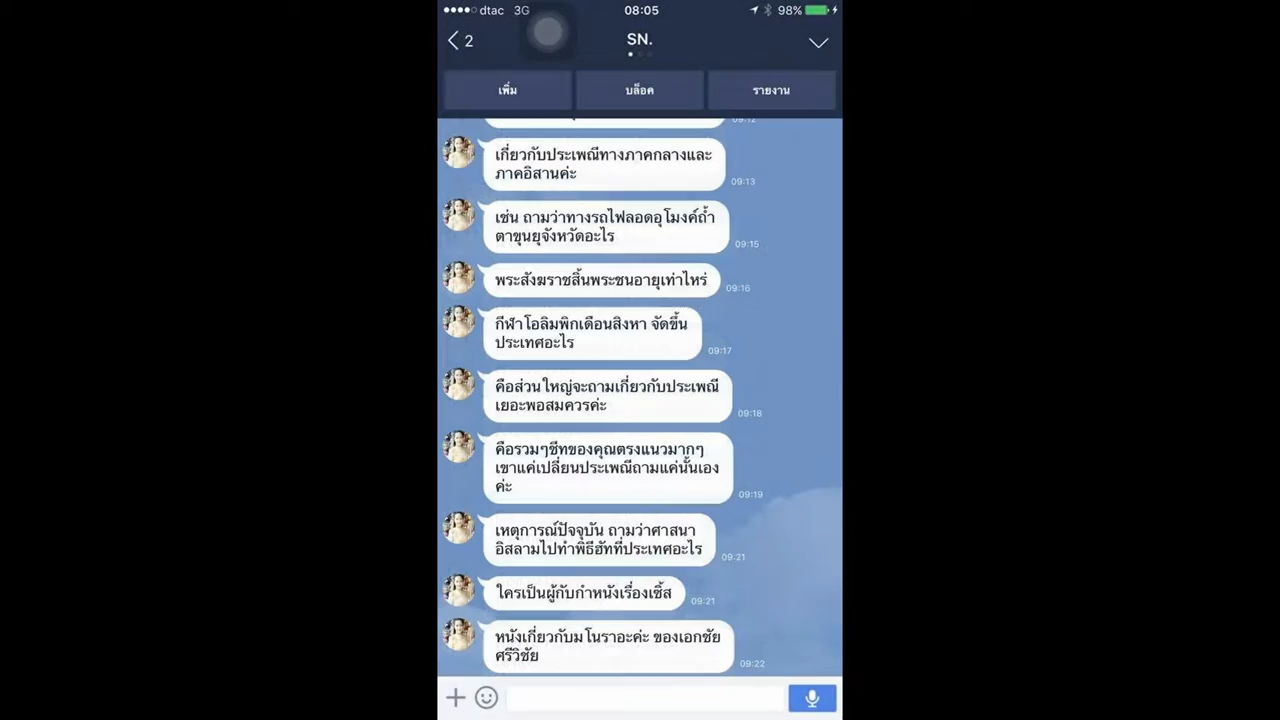 dtac 3G 08:05 98%
2 SN.
เพิ่ม บล็อค รายงาน
09:12
เกี่ยวกับประเพณีทางภาคกลางและ
ภาคอิสานค่ะ
09:13
เช่น ถามว่าทางรถไฟลอดอุโมงค์ถ้ำ
ตาขุนยุจังหวัดอะไร
09:15
พระสังฆราชสิ้นพระชนอายุเท่าไหร่
09:16
กีฬาโอลิมพิกเดือนสิงหา จัดขึ้น
ประเทศอะไร
09:17
คือส่วนใหญ่จะถามเกี่ยวกับประเพณี
เยอะพอสมควรค่ะ
09:18
คือรวมๆชีทของคุณตรงแนวมากๆ
เขาแค่เปลี่ยนประเพณีถามแค่นั้นเอง
ค่ะ
09:19
เหตุการณ์ปัจจุบัน ถามว่าศาสนา
อิสลามไปทำพิธีฮัทที่ประเทศอะไร
09:21
ใครเป็นผู้กับกำหนังเรื่องเซิ้ส
09:21
หนังเกี่ยวกับมโนราอะค่ะ ของเอกชัย
ศรีวิชัย
09:22